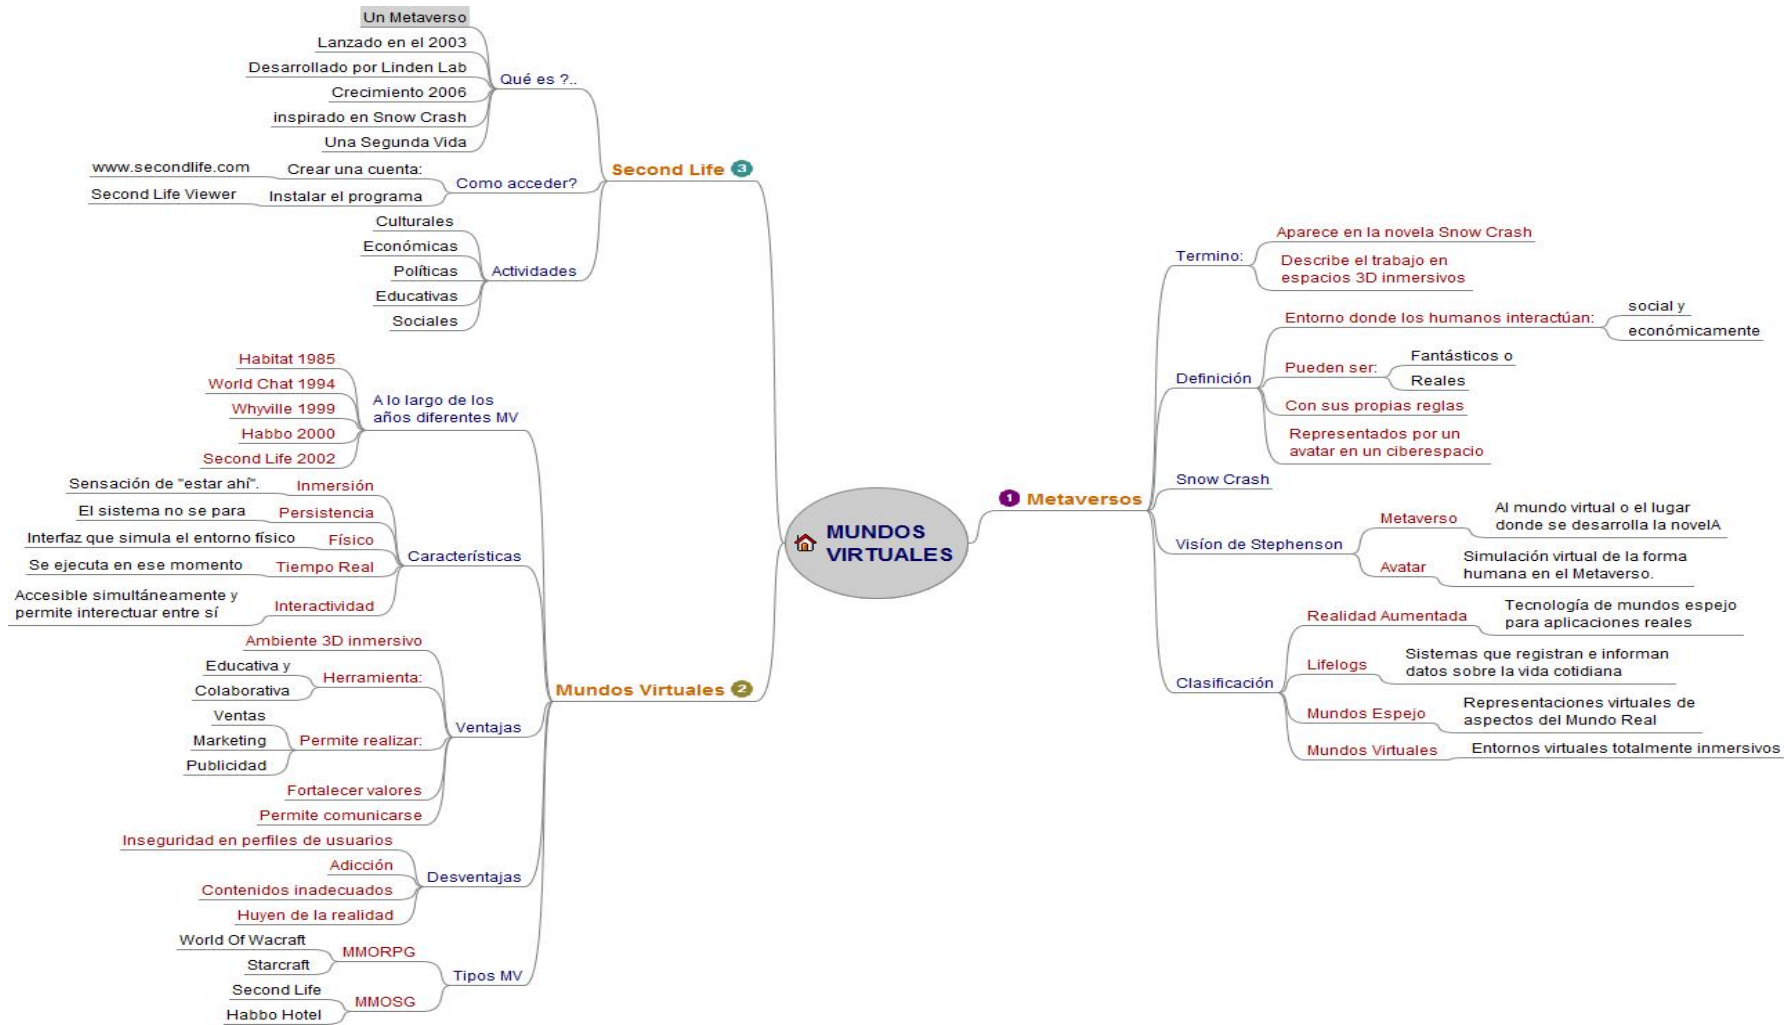 MUNDOS
VIRTUALES
1 Metaversos
Termino:
Aparece en la novela Snow Crash
Describe el trabajo en
espacios 3D inmersivos
Definición
Entorno donde los humanos interactúan:
social y
económicamente
Pueden ser:
Fantásticos o
Reales
Con sus propias reglas
Representados por un
avatar en un ciberespacio
Snow Crash
Visíon de Stephenson
Metaverso
Al mundo virtual o el lugar
donde se desarrolla la novelA
Avatar
Simulación virtual de la forma
humana en el Metaverso.
Clasificación
Realidad Aumentada
Tecnología de mundos espejo
para aplicaciones reales
Lifelogs
Sistemas que registran e informan
datos sobre la vida cotidiana
Mundos Espejo
Representaciones virtuales de
aspectos del Mundo Real
Mundos Virtuales
Entornos virtuales totalmente inmersivos
Mundos Virtuales 2
A lo largo de los
años diferentes MV
Habitat 1985
World Chat 1994
Whyville 1999
Habbo 2000
Second Life 2002
Características
Inmersión
Sensación de "estar ahí".
Persistencia
El sistema no se para
Físico
Interfaz que simula el entorno físico
Tiempo Real
Se ejecuta en ese momento
Interactividad
Accesible simultáneamente y
permite interectuar entre sí
Ventajas
Ambiente 3D inmersivo
Herramienta:
Educativa y
Colaborativa
Permite realizar:
Ventas
Marketing
Publicidad
Fortalecer valores
Permite comunicarse
Desventajas
Inseguridad en perfiles de usuarios
Adicción
Contenidos inadecuados
Huyen de la realidad
Tipos MV
MMORPG
World Of Wacraft
Starcraft
MMOSG
Second Life
Habbo Hotel
Second Life 3
Qué es ?..
Un Metaverso
Lanzado en el 2003
Desarrollado por Linden Lab
Crecimiento 2006
inspirado en Snow Crash
Una Segunda Vida
Como acceder?
Crear una cuenta:
www.secondlife.com
Instalar el programa
Second Life Viewer
Actividades
Culturales
Económicas
Políticas
Educativas
Sociales